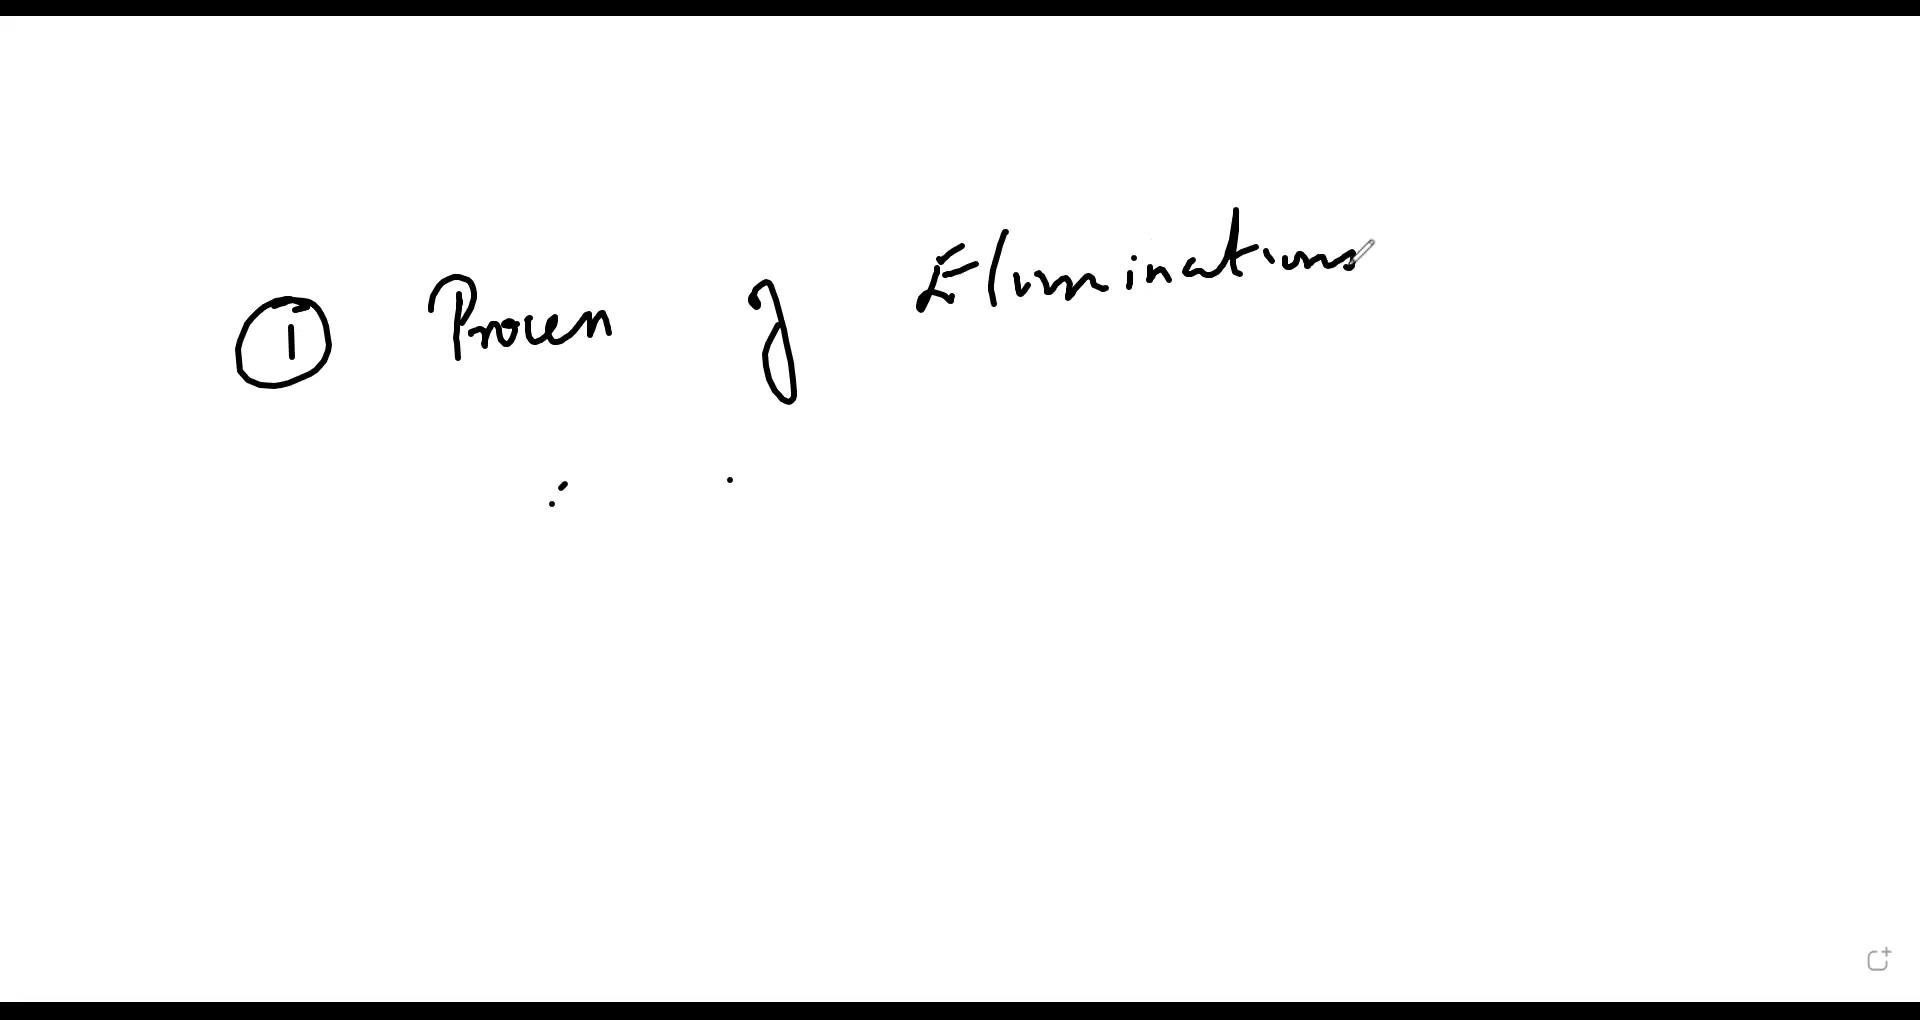 ① Process of Eliminations